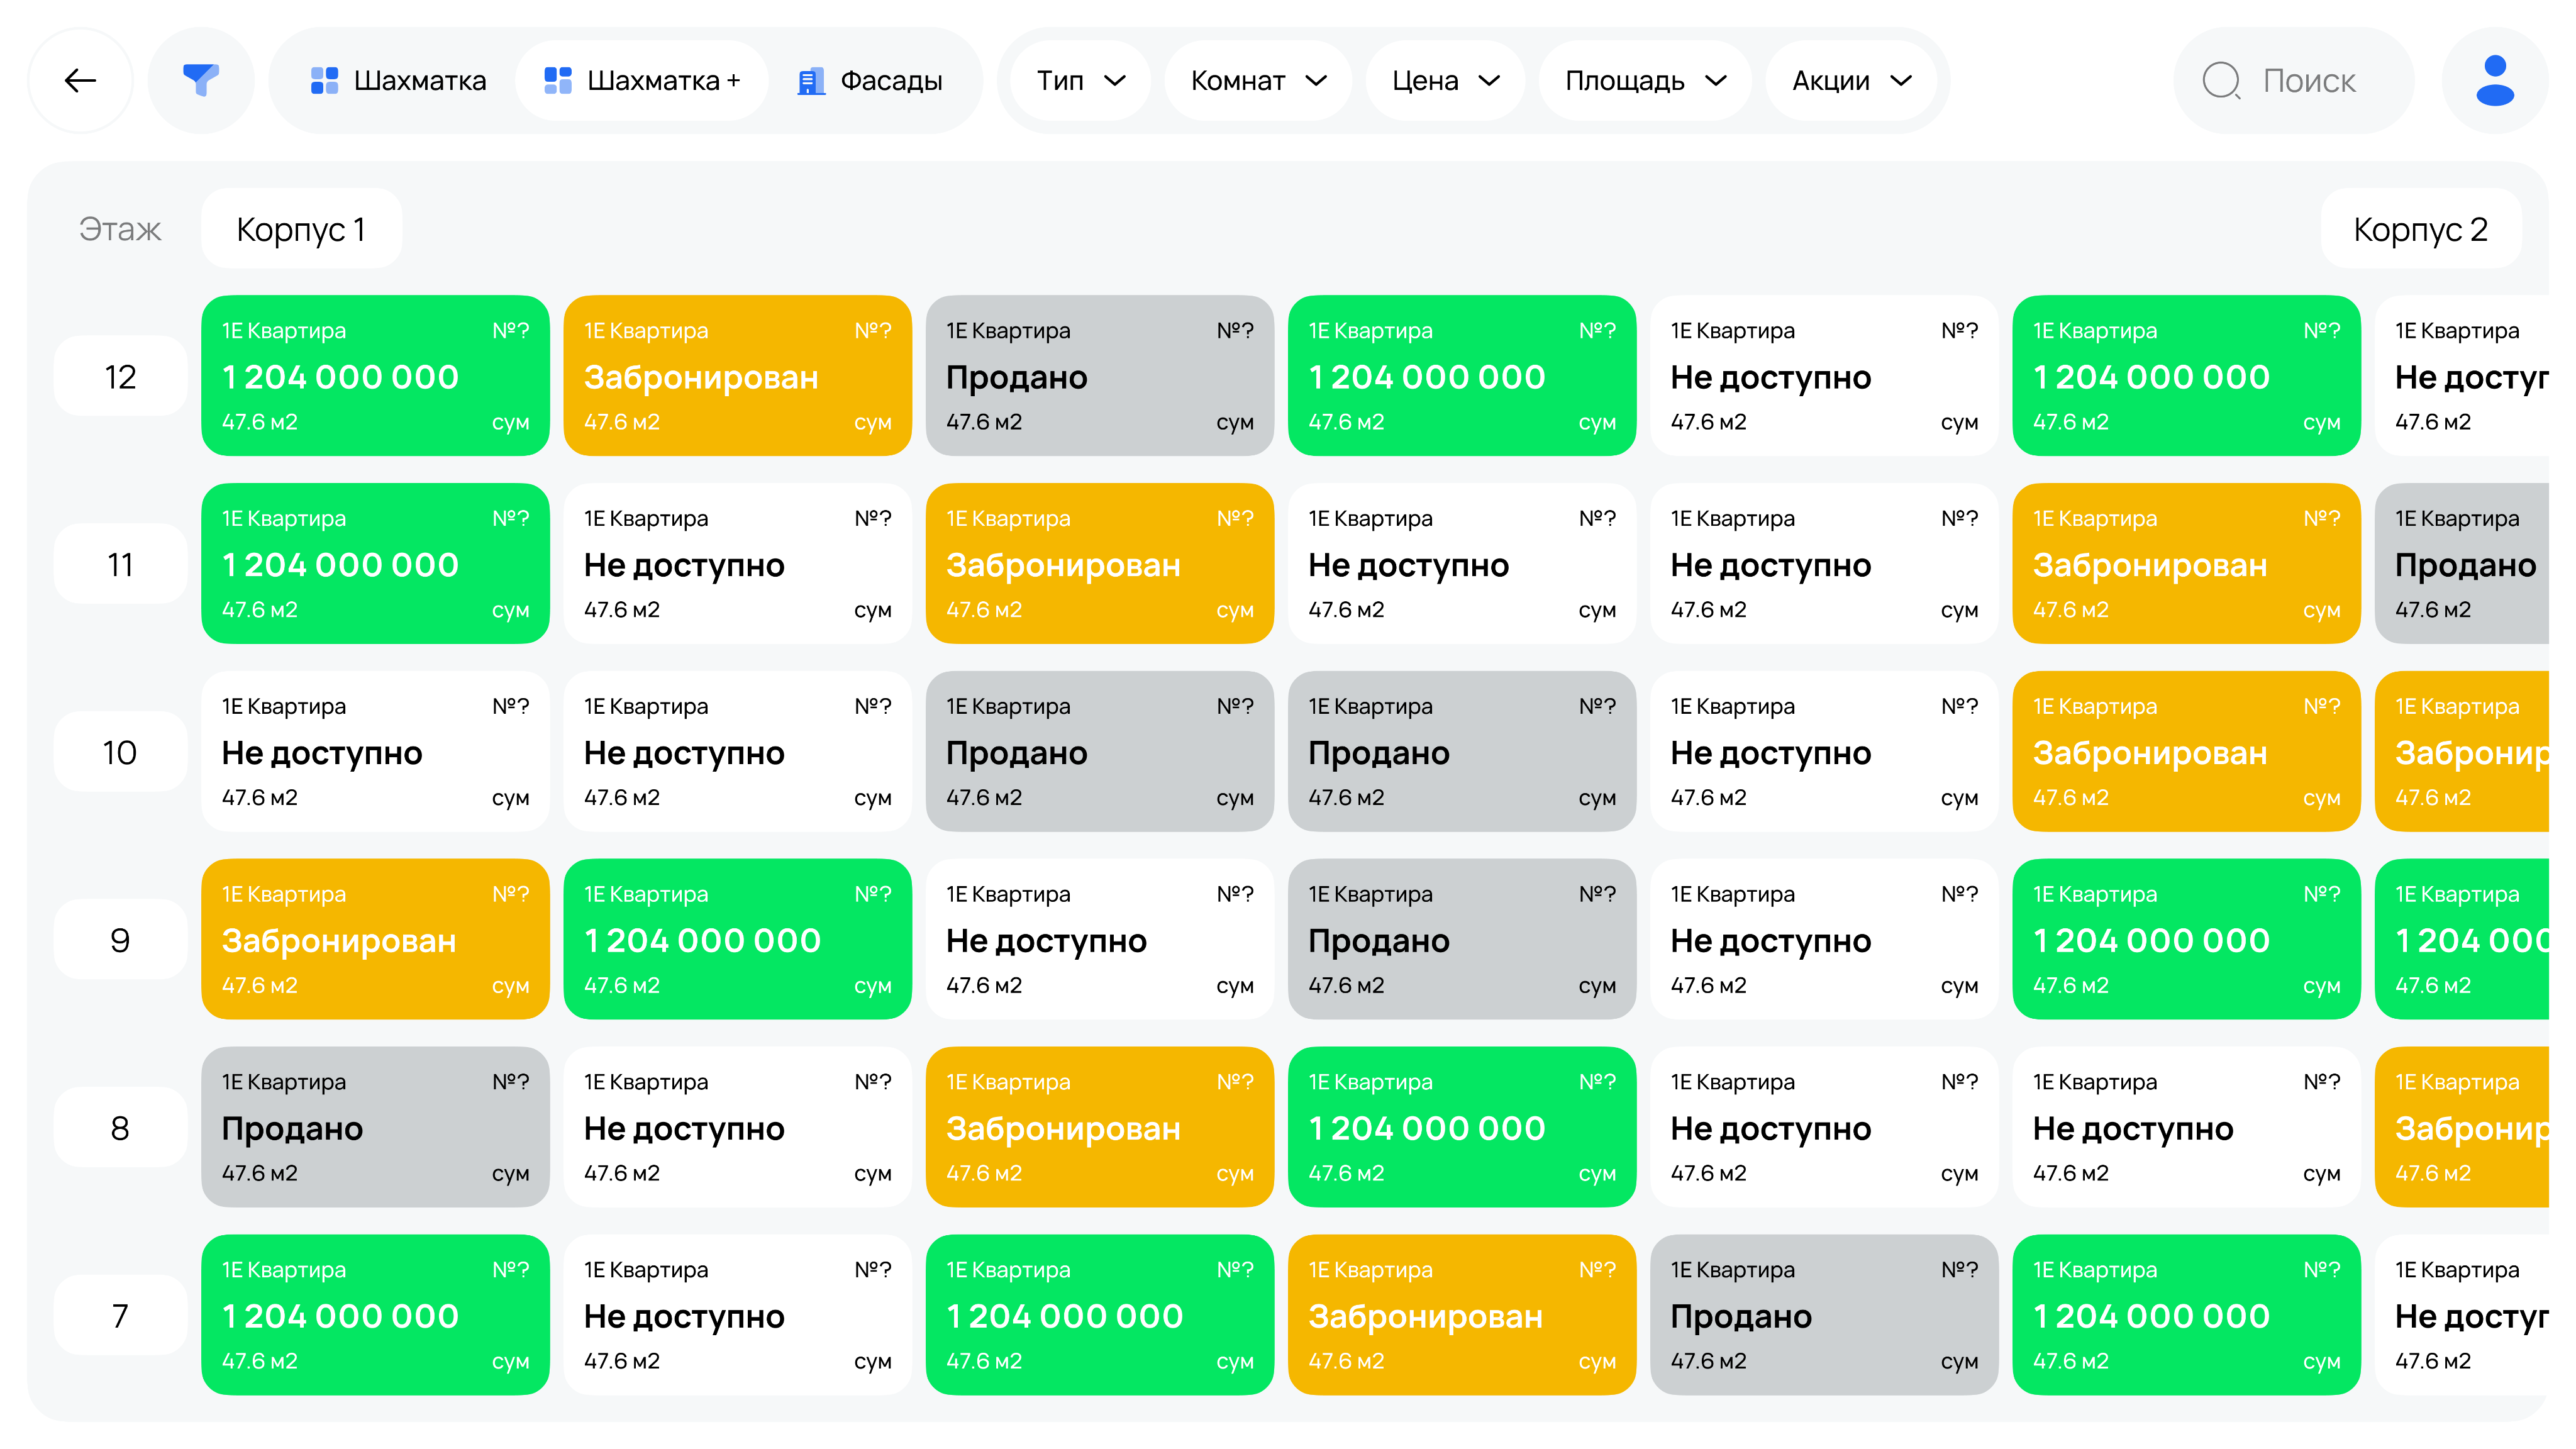 Шахматка Шахматка + Фасады Тип Комнат Цена Площадь Акции Поиск
Этаж Корпус 1 Корпус 2
1Е Квартира №? 1Е Квартира №? 1Е Квартира №? 1Е Квартира №? 1Е Квартира №? 1Е Квартира №? 1Е Квартира
12 1 204 000 000 Забронирован Продано 1 204 000 000 Не доступно 1 204 000 000 Не доступ
47.6 м2 сум 47.6 м2 сум 47.6 м2 сум 47.6 м2 сум 47.6 м2 сум 47.6 м2 сум 47.6 м2
1Е Квартира №? 1Е Квартира №? 1Е Квартира №? 1Е Квартира №? 1Е Квартира №? 1Е Квартира №? 1Е Квартира
11 1 204 000 000 Не доступно Забронирован Не доступно Не доступно Забронирован Продано
47.6 м2 сум 47.6 м2 сум 47.6 м2 сум 47.6 м2 сум 47.6 м2 сум 47.6 м2 сум 47.6 м2
1Е Квартира №? 1Е Квартира №? 1Е Квартира №? 1Е Квартира №? 1Е Квартира №? 1Е Квартира №? 1Е Квартира
10 Не доступно Не доступно Продано Продано Не доступно Забронирован Заброниp
47.6 м2 сум 47.6 м2 сум 47.6 м2 сум 47.6 м2 сум 47.6 м2 сум 47.6 м2 сум 47.6 м2
1Е Квартира №? 1Е Квартира №? 1Е Квартира №? 1Е Квартира №? 1Е Квартира №? 1Е Квартира №? 1Е Квартира
9 Забронирован 1 204 000 000 Не доступно Продано Не доступно 1 204 000 000 1 204 000
47.6 м2 сум 47.6 м2 сум 47.6 м2 сум 47.6 м2 сум 47.6 м2 сум 47.6 м2 сум 47.6 м2
1Е Квартира №? 1Е Квартира №? 1Е Квартира №? 1Е Квартира №? 1Е Квартира №? 1Е Квартира №? 1Е Квартира
8 Продано Не доступно Забронирован 1 204 000 000 Не доступно Не доступно Заброниp
47.6 м2 сум 47.6 м2 сум 47.6 м2 сум 47.6 м2 сум 47.6 м2 сум 47.6 м2 сум 47.6 м2
1Е Квартира №? 1Е Квартира №? 1Е Квартира №? 1Е Квартира №? 1Е Квартира №? 1Е Квартира №? 1Е Квартира
7 1 204 000 000 Не доступно 1 204 000 000 Забронирован Продано 1 204 000 000 Не доступ
47.6 м2 сум 47.6 м2 сум 47.6 м2 сум 47.6 м2 сум 47.6 м2 сум 47.6 м2 сум 47.6 м2